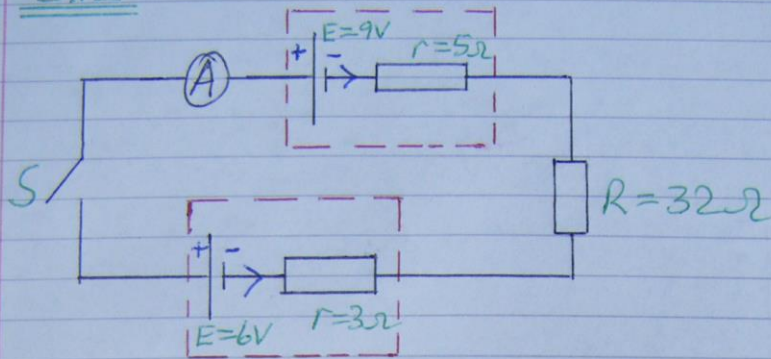 E=9V
+ - r=5Ω
A
S
R=32Ω
+ -
E=6V r=3Ω